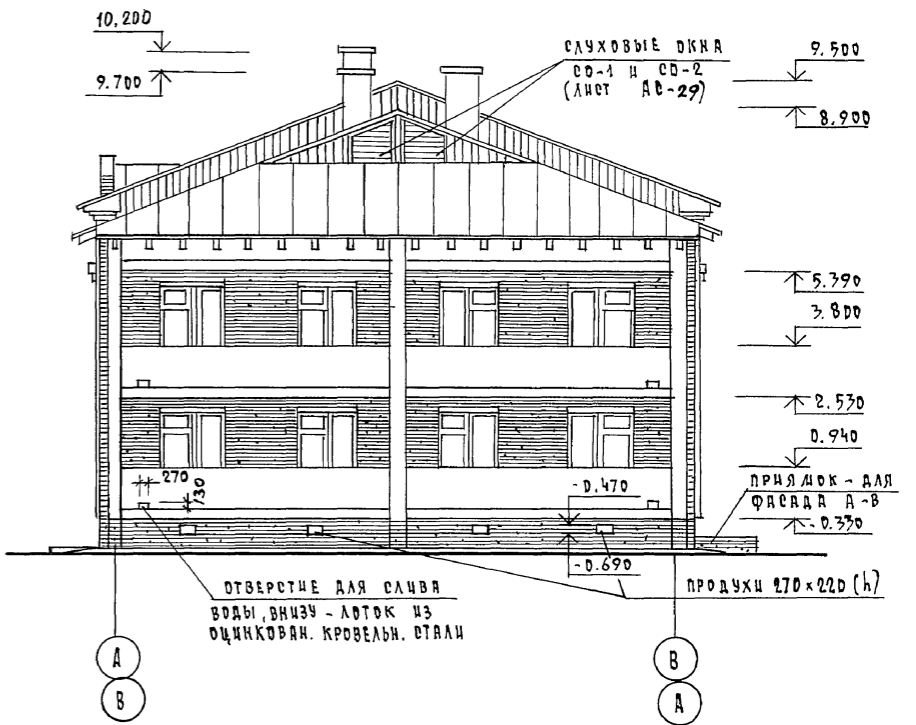 10,200
9.700
СЛУХОВЫЕ ОКНА
СО-1 И СО-2
(ЛИСТ АС-29)
9.500
8.900
5.390
3.800
2.530
0.940
270
130
-0.470
-0.690
ПРИЯМОК - ДЛЯ
ФАСАДА А-В
-0.330
ОТВЕРСТИЕ ДЛЯ СЛИВА
ВОДЫ, ВНИЗУ - ЛОТОК ИЗ
ОЦИНКОВАН. КРОВЕЛЬН. СТАЛИ
ПРОДУХИ 270×220 (h)
А
В
В
А